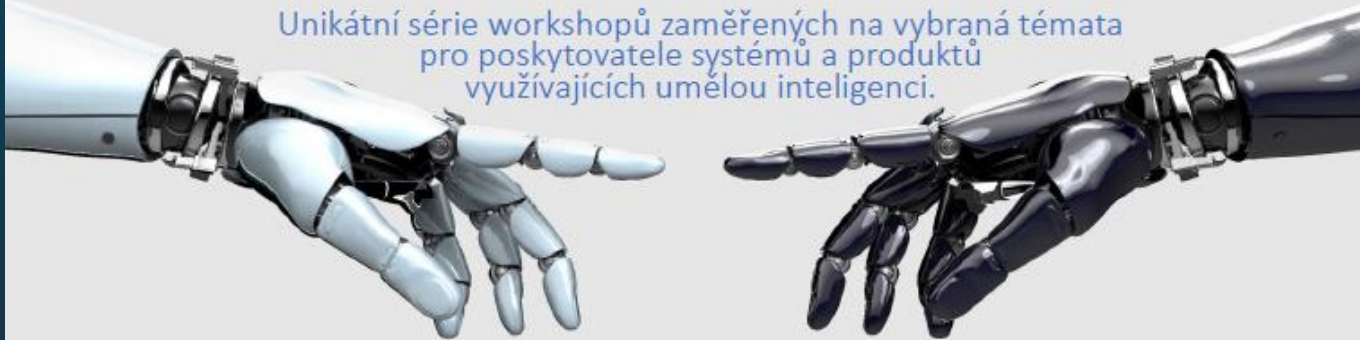 Unikátní série workshopů zaměřených na vybraná témata
pro poskytovatele systémů a produktů
využívajících umělou inteligenci.